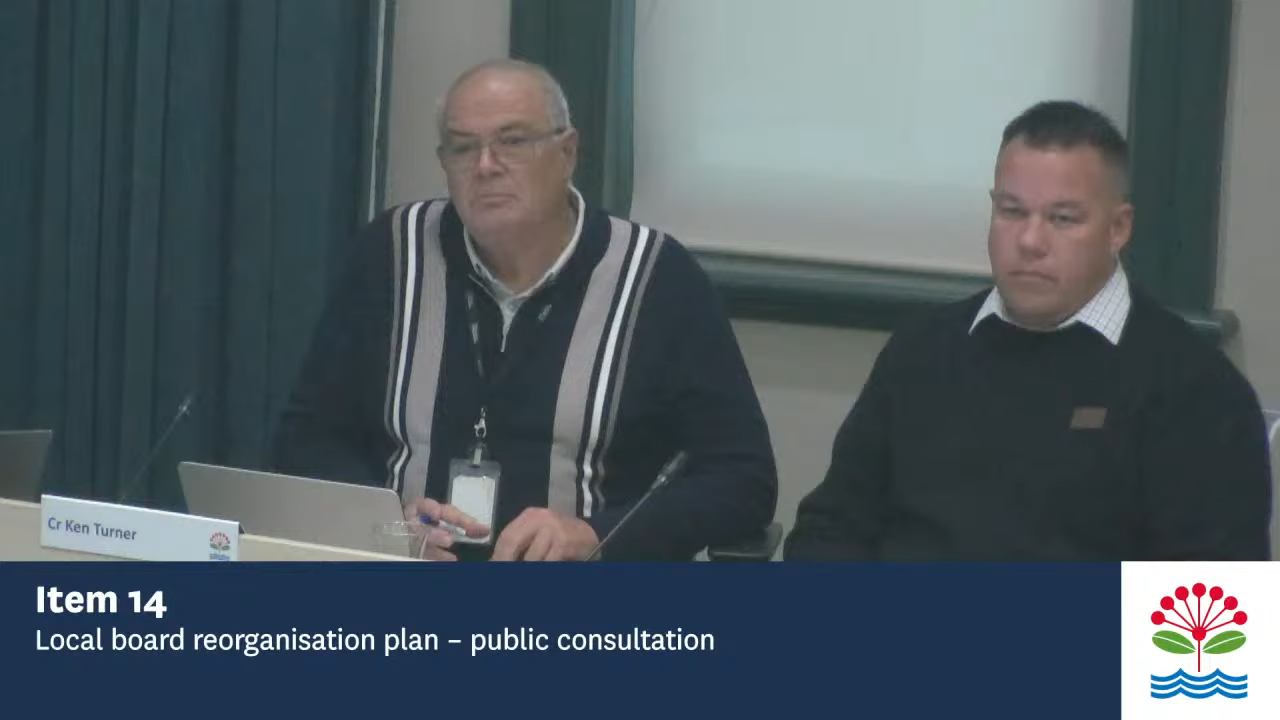 Cr Ken Turner
Item 14
Local board reorganisation plan – public consultation